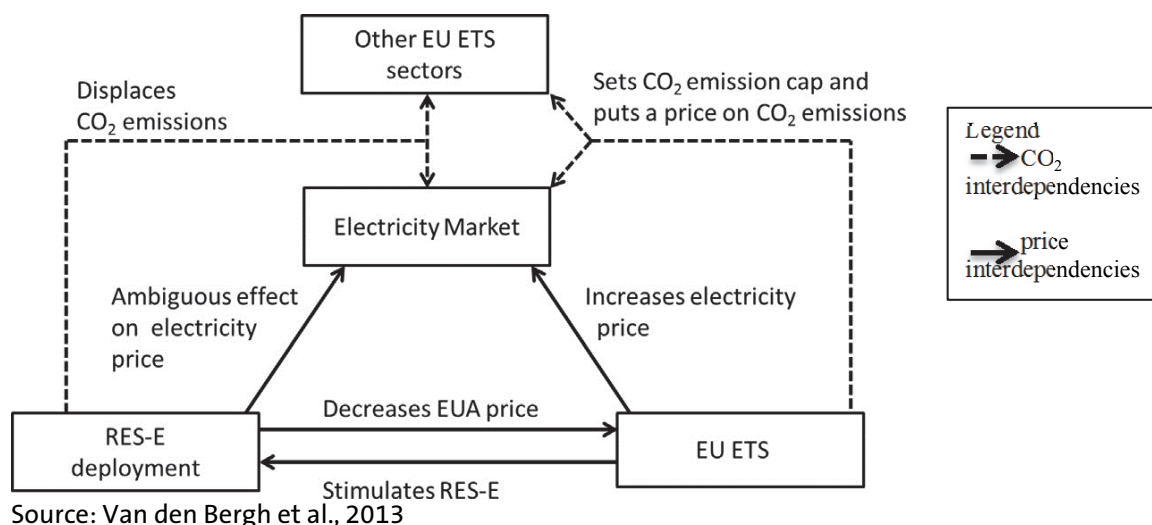 Other EU ETS
sectors
Displaces
CO₂ emissions
Sets CO₂ emission cap and
puts a price on CO₂ emissions
Legend
CO₂
interdependencies
price
interdependencies
Electricity Market
Ambiguous effect
on electricity
price
Increases electricity
price
Decreases EUA price
RES-E
deployment
EU ETS
Stimulates RES-E
Source: Van den Bergh et al., 2013